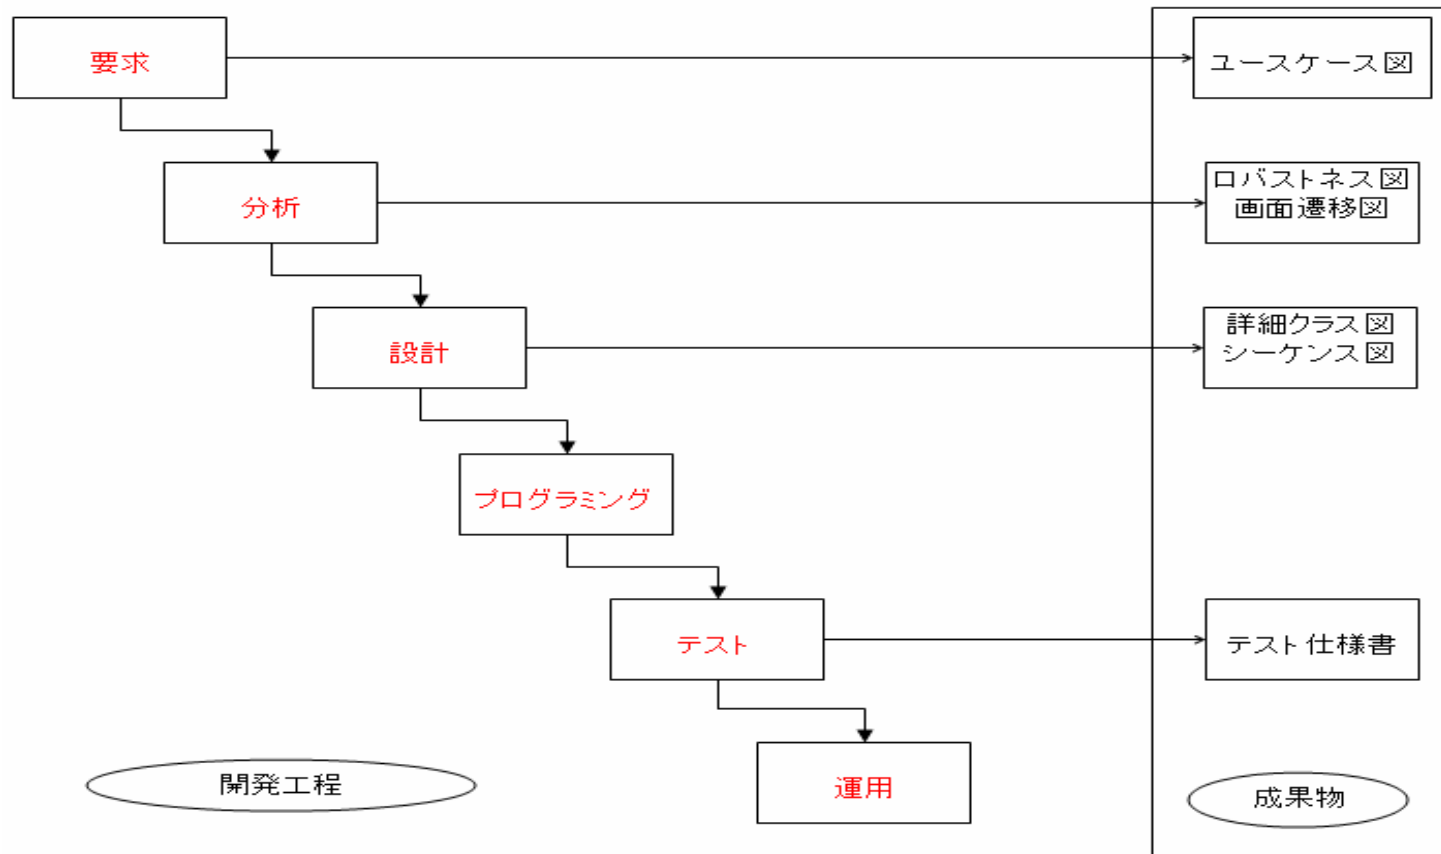 要求
ユースケース図
分析
ロバストネス図
画面遷移図
設計
詳細クラス図
シーケンス図
プログラミング
テスト
テスト仕様書
運用
開発工程
成果物